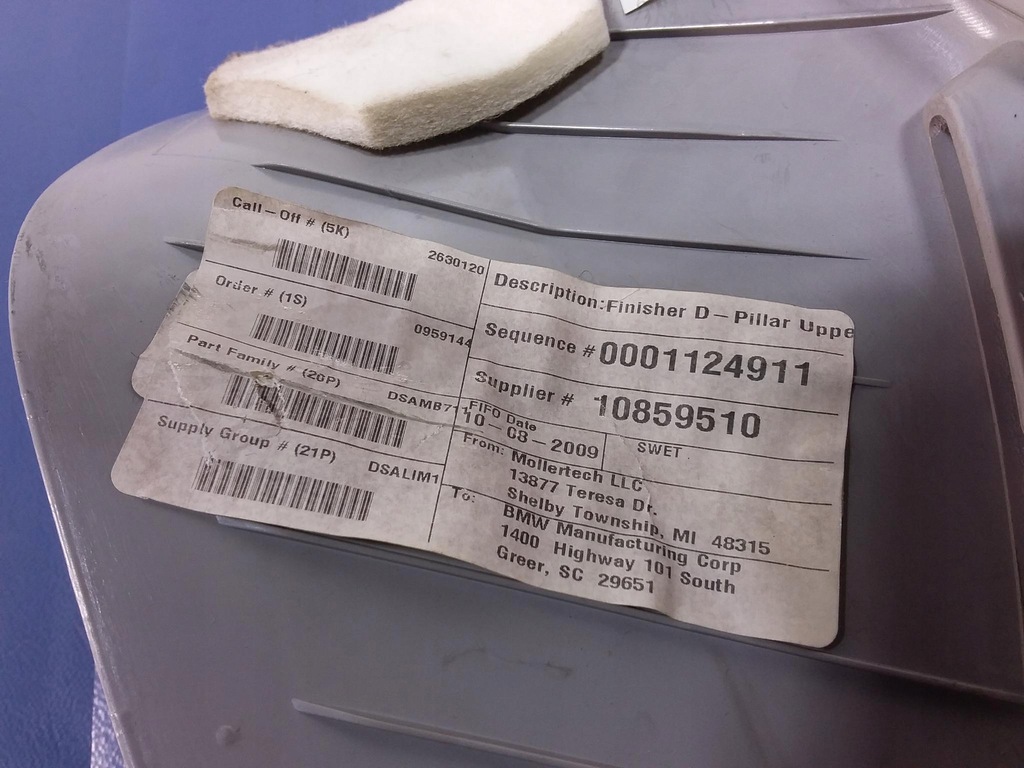 Call-Off # (5K)
2630120
Order # (1S)
0959144
Part Family # (26P)
Supply Group # (21P)
DSALIM1
Description:Finisher D-Pillar Uppe
Sequence # 0001124911
Supplier # 10859510
FIFO Date
10-08-2009
SWET
From: Mollertech LLC
13877 Teresa Dr.
Shelby Township, MI 48315
To: BMW Manufacturing Corp
1400 Highway 101 South
Greer, SC 29651